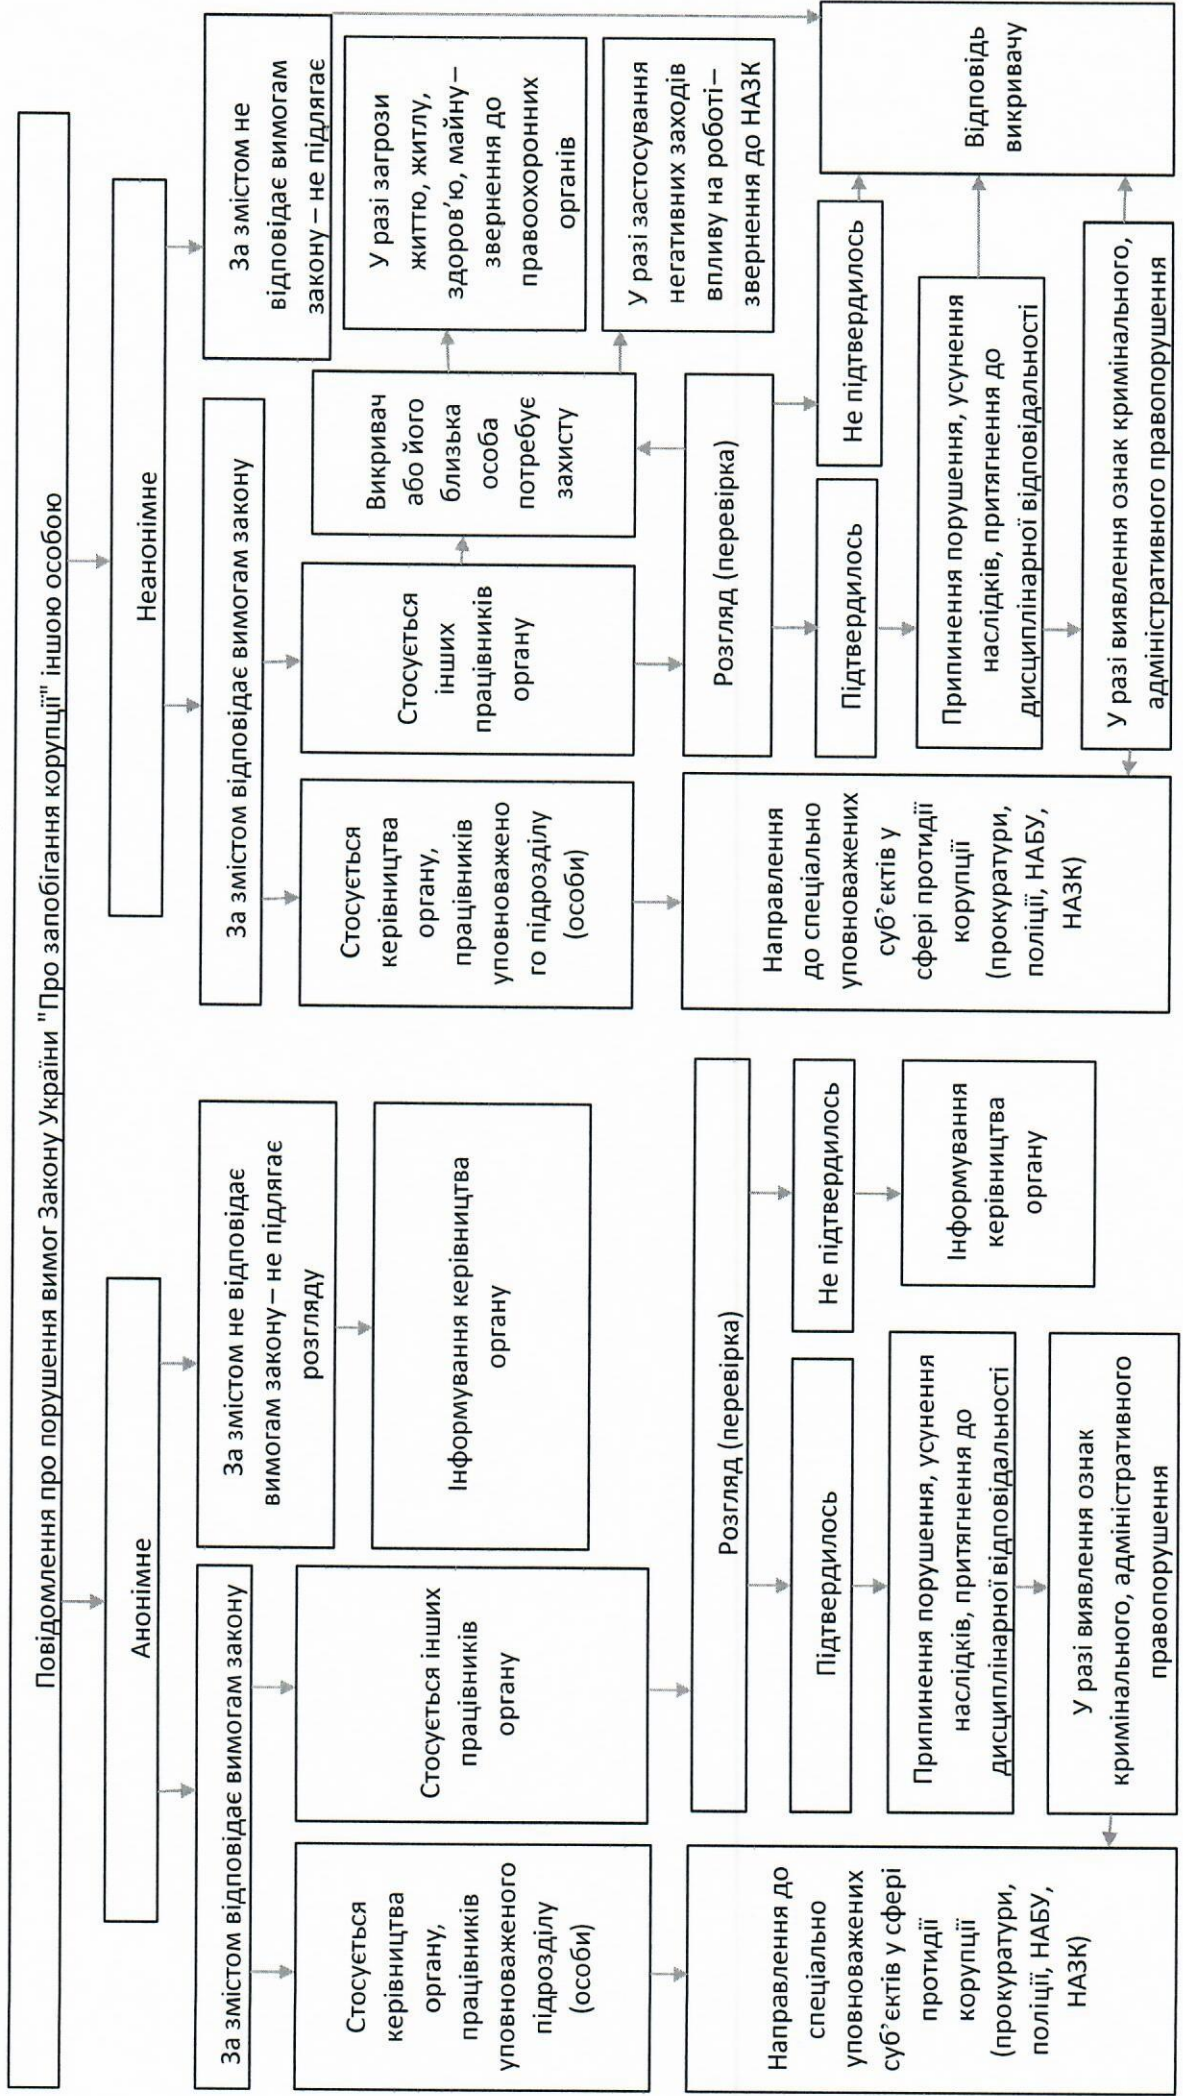 Повідомлення про порушення вимог Закону України "Про запобігання корупції" іншою особою
Анонімне
За змістом відповідає вимогам закону
Стосується
керівництва
органу,
працівників
уповноваженого
підрозділу
(особи)
Направлення до
спеціально
уповноважених
суб’єктів у сфері
протидії
корупції
(прокуратури,
поліції, НАБУ,
НАЗК)
Стосується інших
працівників
органу
За змістом не відповідає
вимогам закону – не підлягає
розгляду
Інформування керівництва
органу
Розгляд (перевірка)
Підтвердилось
Припинення порушення, усунення
наслідків, притягнення до
дисциплінарної відповідальності
У разі виявлення ознак
кримінального, адміністративного
правопорушення
Не підтвердилось
Інформування
керівництва
органу
Неанонімне
За змістом відповідає вимогам закону
Стосується
керівництва
органу,
працівників
уповноважено
го підрозділу
(особи)
Направлення
до спеціально
уповноважених
суб’єктів у
сфері протидії
корупції
(прокуратури,
поліції, НАБУ,
НАЗК)
Стосується
інших
працівників
органу
Викривач
або його
близька
особа
потребує
захисту
За змістом не
відповідає вимогам
закону – не підлягає
У разі загрози
життю, житлу,
здоров’ю, майну –
звернення до
правоохоронних
органів
У разі застосування
негативних заходів
впливу на роботі –
звернення до НАЗК
Розгляд (перевірка)
Підтвердилось
Не підтвердилось
Припинення порушення, усунення
наслідків, притягнення до
дисциплінарної відповідальності
У разі виявлення ознак кримінального,
адміністративного правопорушення
Відповідь
викривачу